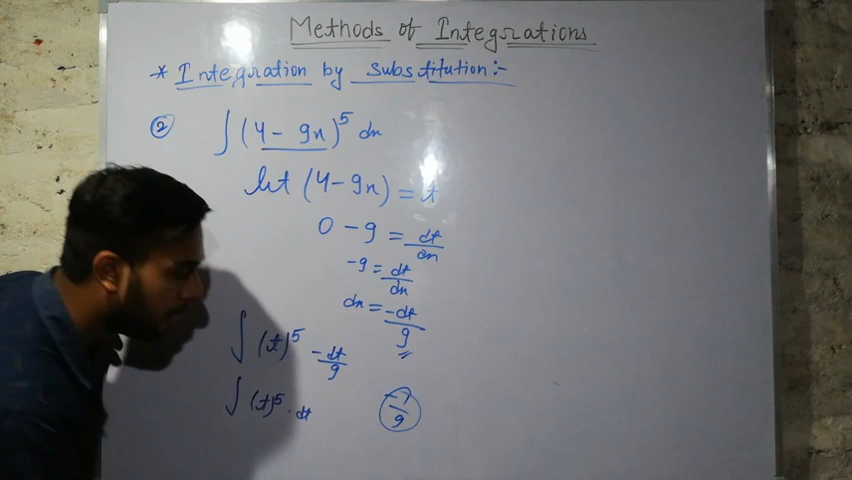 Methods of Integrations
* Integration by Substitution:-
② ∫(4 - 9x)^5 dx
let (4 - 9x) = t
0 - 9 = dt/dx
-9 = dt/dx
dx = -dt/9
∫(t)^5 -dt/9
∫(t)^5 . dt -1/9